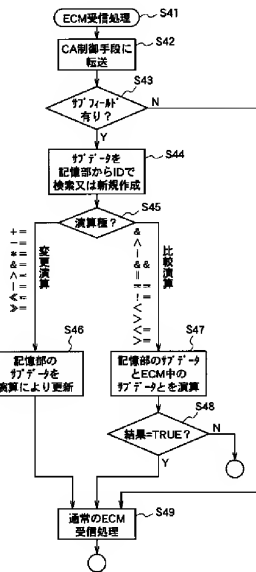 ECM受信処理
S41
S42
CA制御手段に
転送
S43
サブフィールド
有り?
N
Y
S44
サブデータを
記憶部からIDで
検索又は新規作成
S45
演算種?
+=
-=
*=
&=
^=
|=
<=
>=
変更演算
&
^
|
&&
||
==
!=
<
>
<=
>=
比較演算
S46
記憶部の
サブデータを
演算により更新
S47
記憶部のサブデータ
とECM中の
サブデータとを演算
S48
結果=TRUE?
N
Y
S49
通常のECM
受信処理